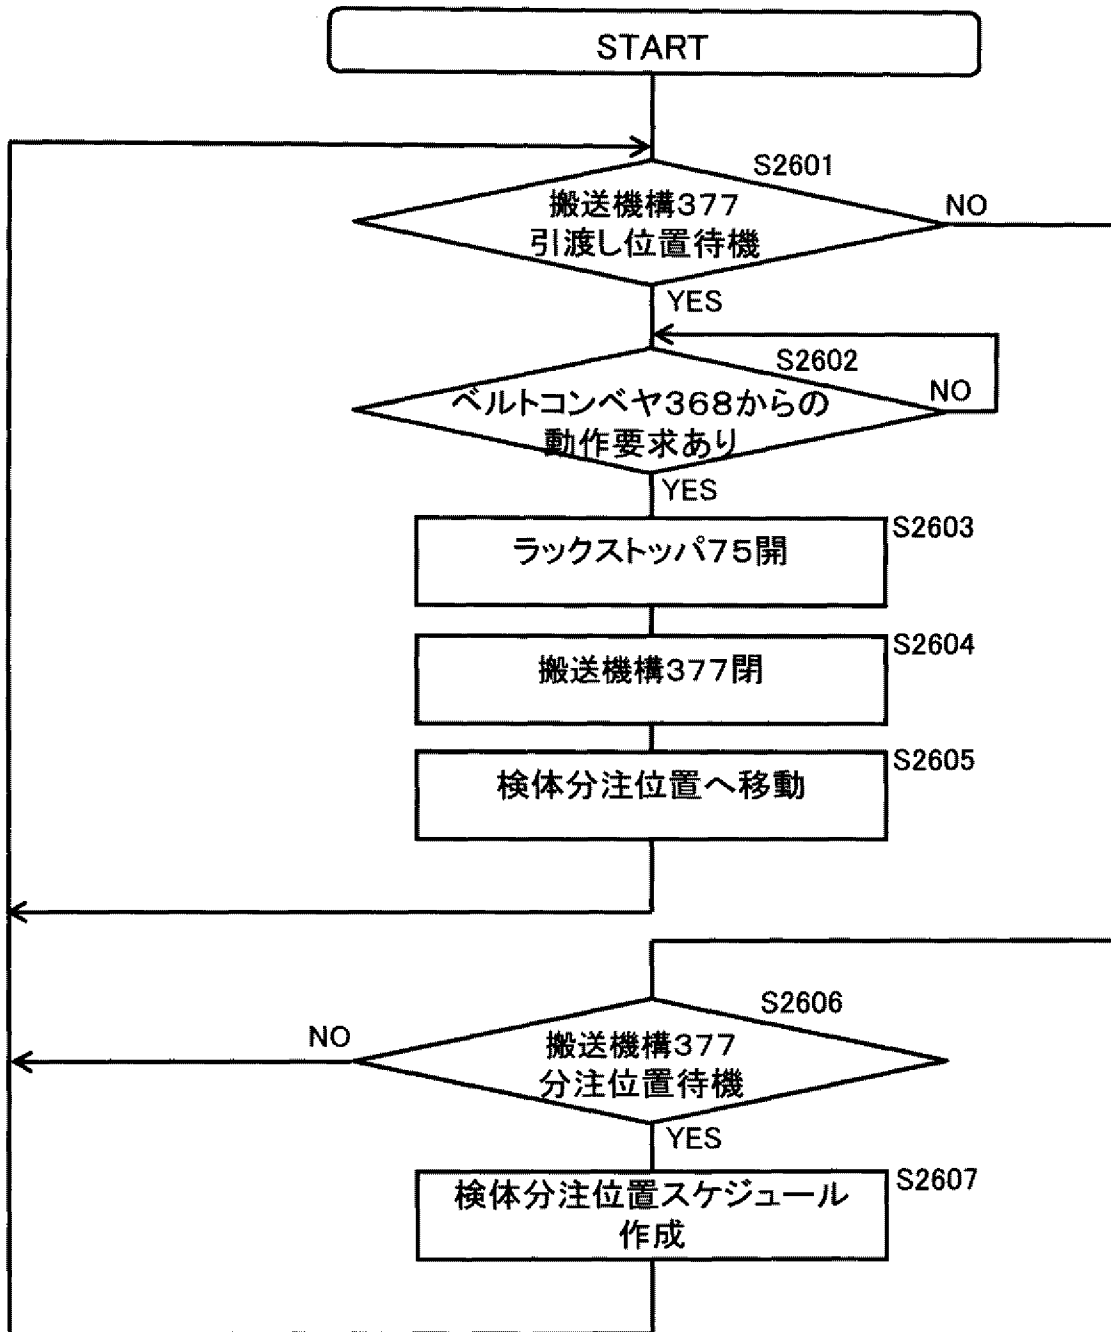 START
S2601
搬送機構377
引渡し位置待機
NO
YES
S2602
ベルトコンベヤ368からの
動作要求あり
NO
YES
S2603
ラックストッパ75開
S2604
搬送機構377閉
S2605
検体分注位置へ移動
S2606
搬送機構377
分注位置待機
NO
YES
S2607
検体分注位置スケジュール
作成